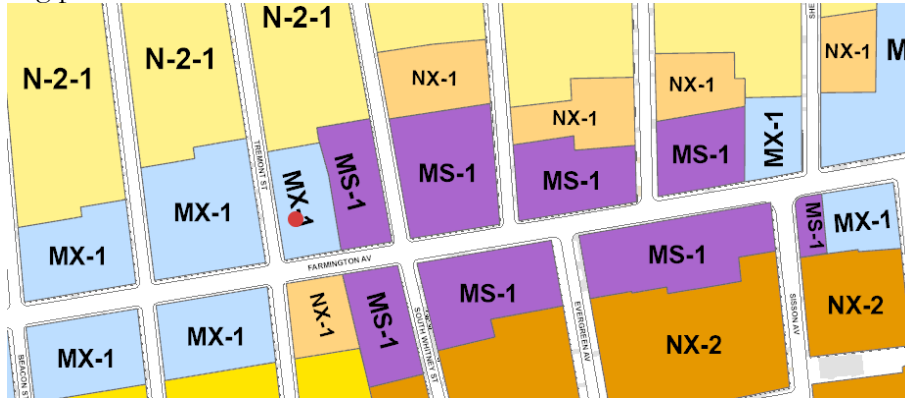 N-2-1
N-2-1
N-2-1
NX-1
NX-1
NX-1
NX-1
MX-1
MX-1
MX-1
MS-1
MS-1
MS-1
MS-1
MX-1
TREMONT ST
FARMINGTON AV
MX-1
MX-1
NX-1
MS-1
MS-1
MS-1
MS-1
MX-1
NX-2
NX-2
BEACON ST
SOUTH WHITNEY ST
EVERGREEN AV
SISSON AV